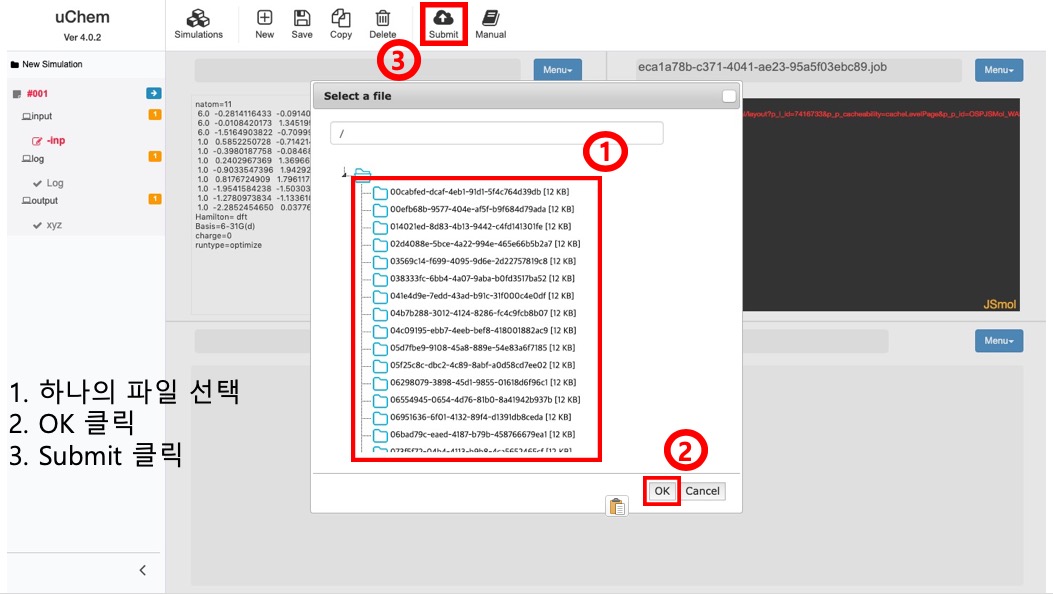 uChem
Ver 4.0.2
Simulations
New
Save
Copy
Delete
Submit
Manual
3
New Simulation
#001
input
1
-inp
log
1
Log
output
1
xyz
Menu
eca1a78b-c371-4041-ae23-95a5f03ebc89.job
Menu
natom=11
6.0 -0.2814116433 -0.09140
6.0 -0.0108420173 1.345195
6.0 -1.5164903822 -0.70999
1.0 0.5852250728 -0.71421
1.0 -0.3980187758 -0.08468
1.0 0.2402967369 1.36966
1.0 -0.9033547396 1.94292
1.0 0.8176724909 1.796117
1.0 -1.9541584238 -1.50303
1.0 -1.2780973834 -1.133610
1.0 -2.2852454650 0.03776
Hamilton= dft
Basis=6-31G(d)
charge=0
runtype=optimize
/layout?p_l_id=7416733&p_p_cacheability=cacheLevelPage&p_p_id=OSPJSMol_WA
JSmol
Menu
Select a file
/
1
00cabfed-dcaf-4eb1-91d1-5f4c764d39db [12 KB]
00efb68b-9577-404e-af5f-b9f684d79ada [12 KB]
014021ed-8d83-4b13-9442-c4fd141301fe [12 KB]
02d4088e-5bce-4a22-994e-465e66b5b2a7 [12 KB]
03569c14-f699-4095-9d6e-2d22757819c8 [12 KB]
038333fc-6bb4-4a07-9aba-b0fd3517ba52 [12 KB]
041e4d9e-7edd-43ad-b91c-31f000c4e0df [12 KB]
04b7b288-3012-4124-8286-fc4c9fcb8b07 [12 KB]
04c09195-ebb7-4eeb-bef8-418001882ac9 [12 KB]
05d7fbe9-9108-45a8-889e-54e83a6f7185 [12 KB]
05f25c8c-dbc2-4c89-8abf-a0d58cd7ee02 [12 KB]
06298079-3898-45d1-9855-01618d6f96c1 [12 KB]
06554945-0654-4d76-81b0-8a41942b937b [12 KB]
06951636-6f01-4132-89f4-d1391db8ceda [12 KB]
06bad79c-eaed-4187-b79b-458766679ea1 [12 KB]
2
OK
Cancel
1. 하나의 파일 선택
2. OK 클릭
3. Submit 클릭